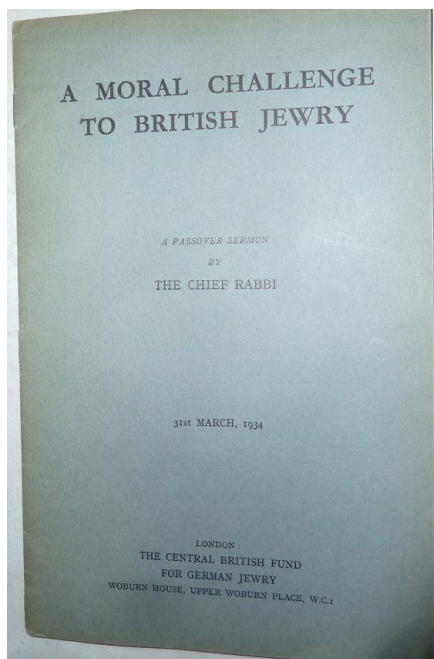 A MORAL CHALLENGE
TO BRITISH JEWRY
A PASSOVER SERMON
BY
THE CHIEF RABBI
31st MARCH, 1934
LONDON :
THE CENTRAL BRITISH FUND
FOR GERMAN JEWRY
WOBURN HOUSE, UPPER WOBURN PLACE, W.C.1